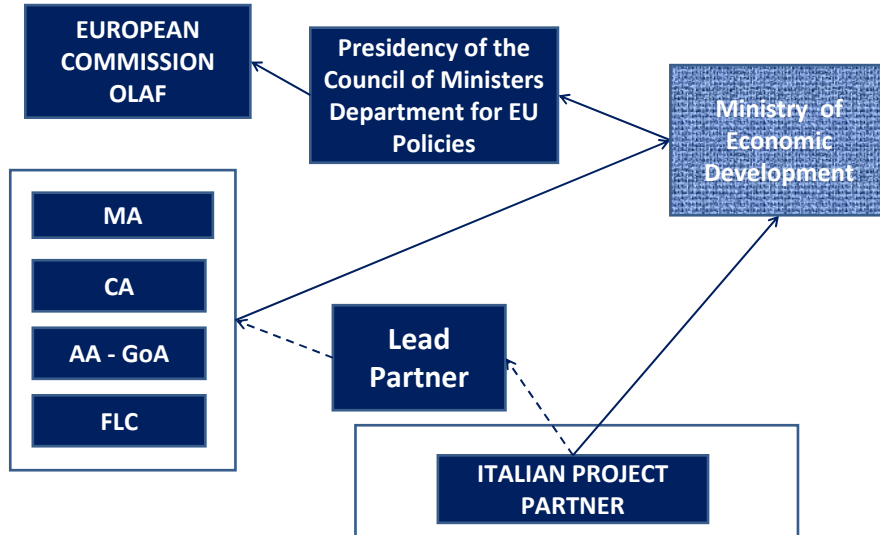 EUROPEAN
COMMISSION
OLAF
Presidency of the
Council of Ministers
Department for EU
Policies
Ministry of
Economic
Development
MA
CA
AA - GoA
FLC
Lead
Partner
ITALIAN PROJECT
PARTNER